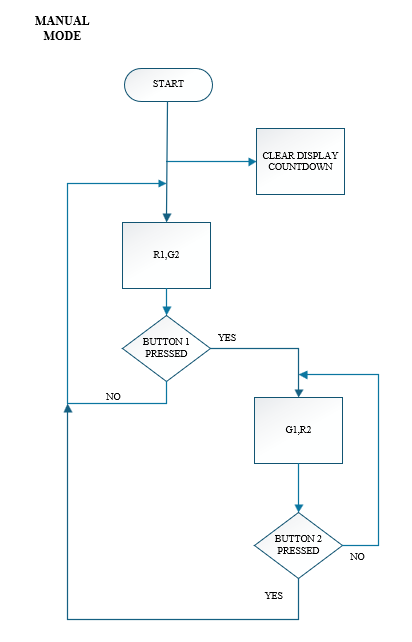 MANUAL
MODE
START
CLEAR DISPLAY
COUNTDOWN
R1,G2
BUTTON 1
PRESSED
YES
NO
G1,R2
BUTTON 2
PRESSED
NO
YES